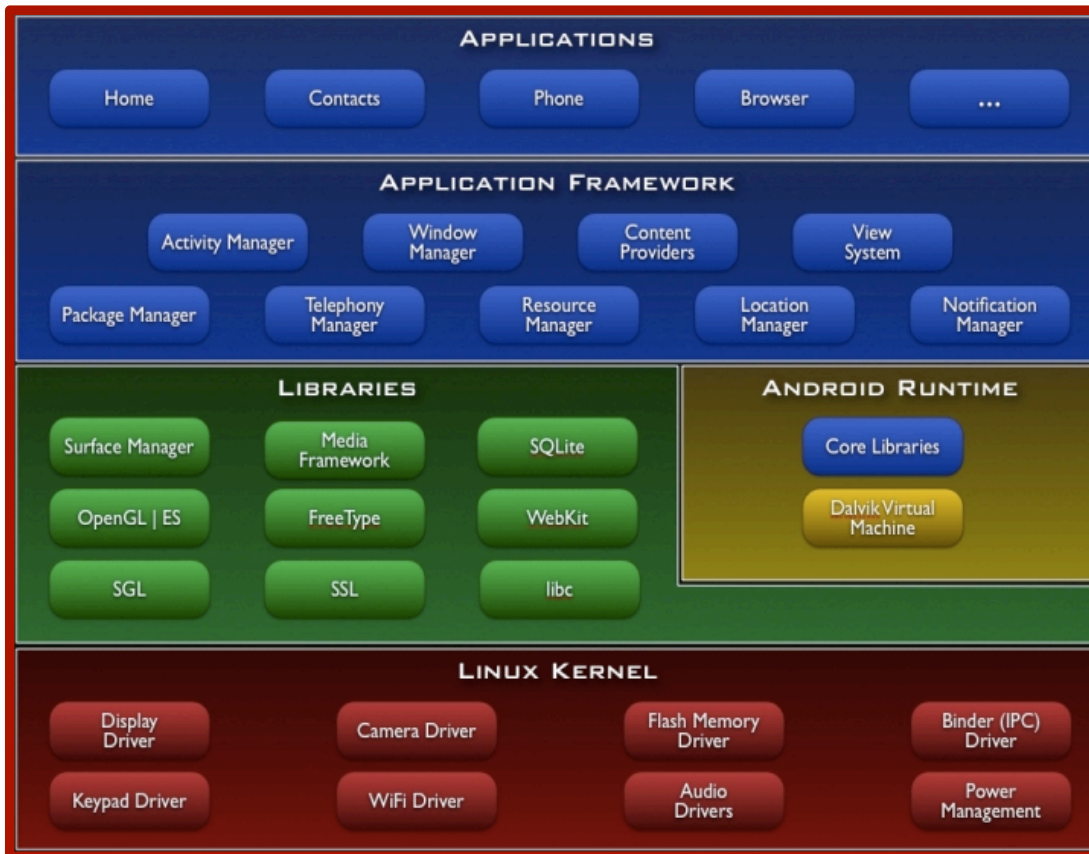 APPLICATIONS
Home
Contacts
Phone
Browser
...
APPLICATION FRAMEWORK
Activity Manager
Window
Manager
Content
Providers
View
System
Package Manager
Telephony
Manager
Resource
Manager
Location
Manager
Notification
Manager
LIBRARIES
Surface Manager
Media
Framework
SQLite
OpenGL | ES
FreeType
WebKit
SGL
SSL
libc
ANDROID RUNTIME
Core Libraries
Dalvik Virtual
Machine
LINUX KERNEL
Display
Driver
Camera Driver
Flash Memory
Driver
Binder (IPC)
Driver
Keypad Driver
WiFi Driver
Audio
Drivers
Power
Management